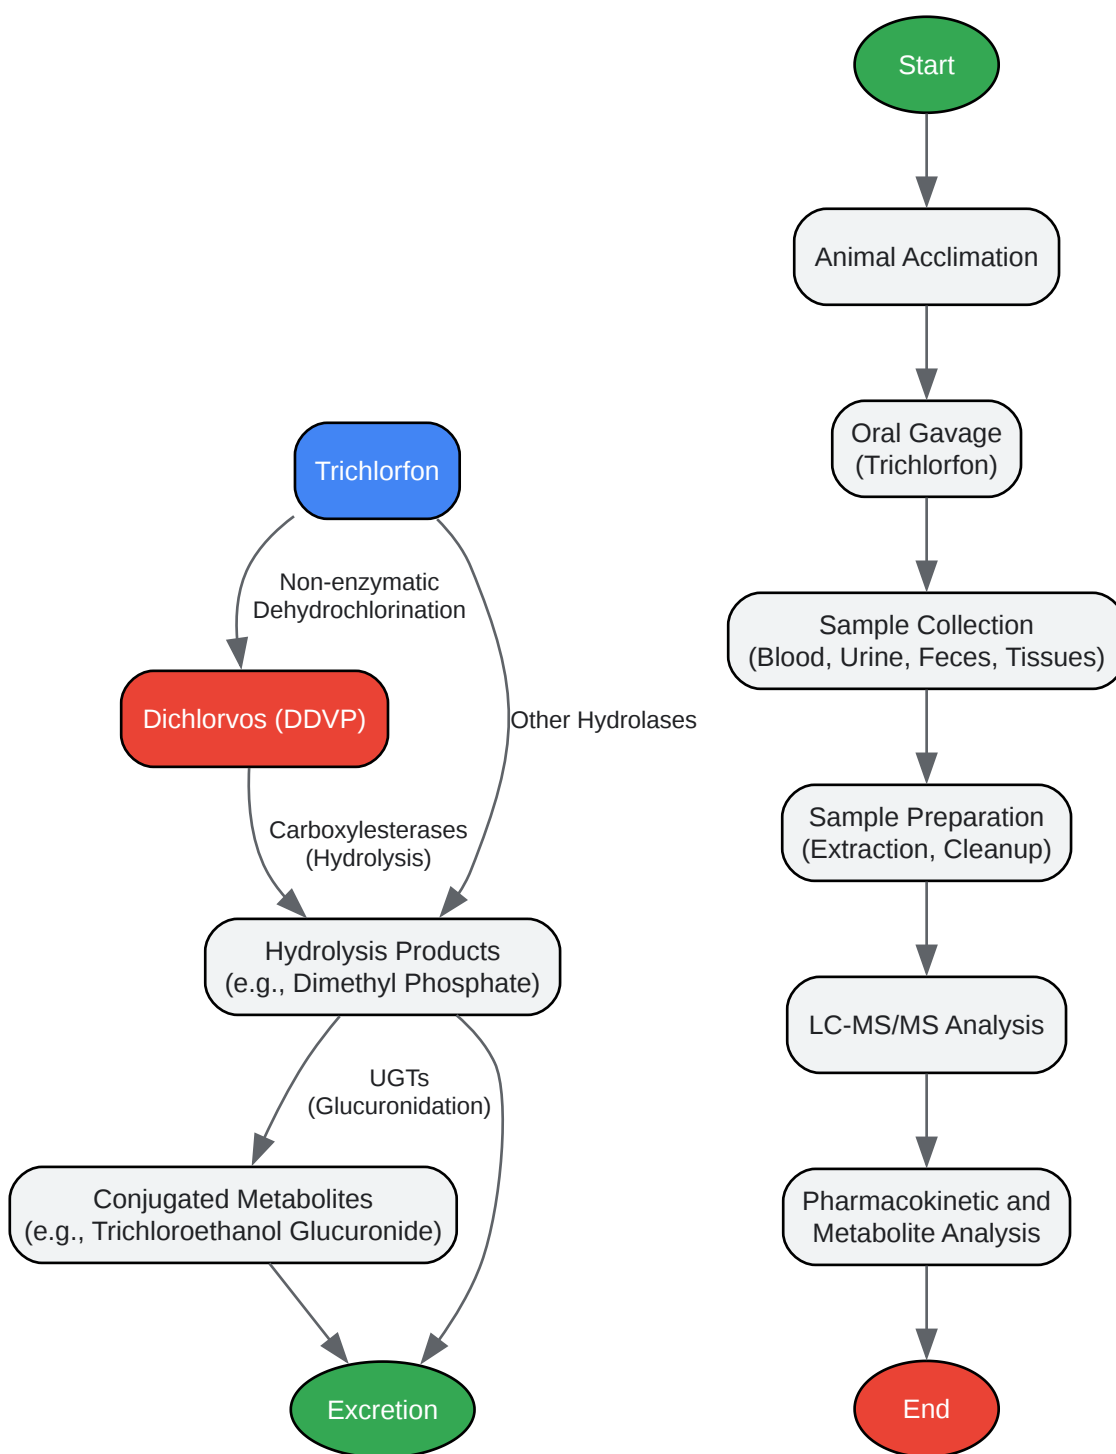 Trichlorfon
Non-enzymatic
Dehydrochlorination
Dichlorvos (DDVP)
Other Hydrolases
Carboxylesterases
(Hydrolysis)
Hydrolysis Products
(e.g., Dimethyl Phosphate)
UGTs
(Glucuronidation)
Conjugated Metabolites
(e.g., Trichloroethanol Glucuronide)
Excretion
Start
Animal Acclimation
Oral Gavage
(Trichlorfon)
Sample Collection
(Blood, Urine, Feces, Tissues)
Sample Preparation
(Extraction, Cleanup)
LC-MS/MS Analysis
Pharmacokinetic and
Metabolite Analysis
End